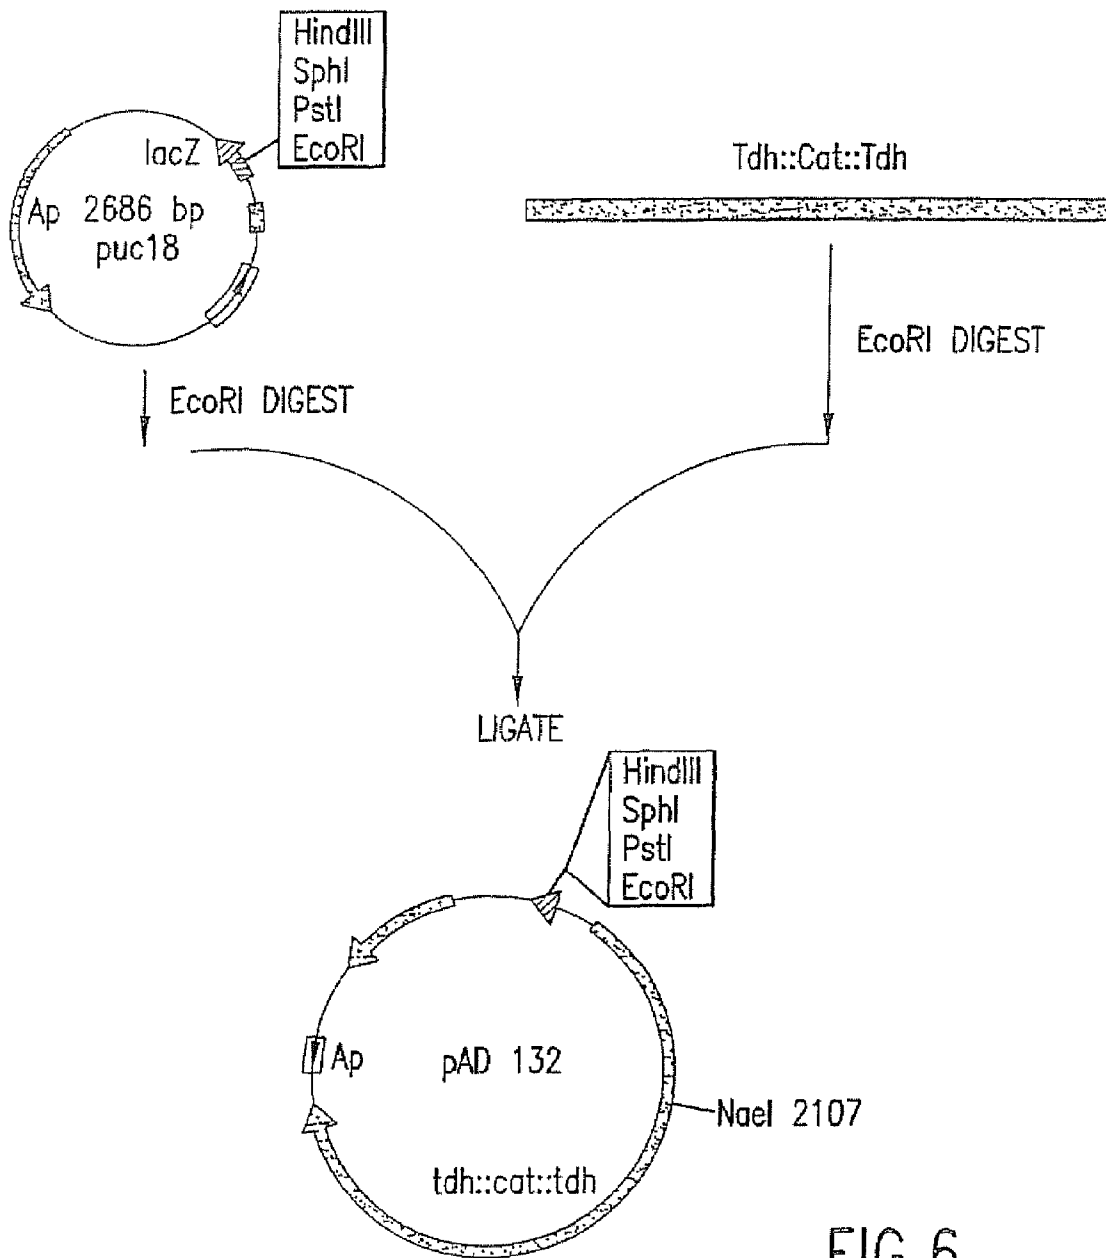 HindIII
SphI
PstI
EcoRI
lacZ
Ap 2686 bp
puc18
Tdh::Cat::Tdh
EcoRI DIGEST
EcoRI DIGEST
LIGATE
HindIII
SphI
PstI
EcoRI
Ap
pAD 132
NaeI 2107
tdh::cat::tdh
FIG. 6